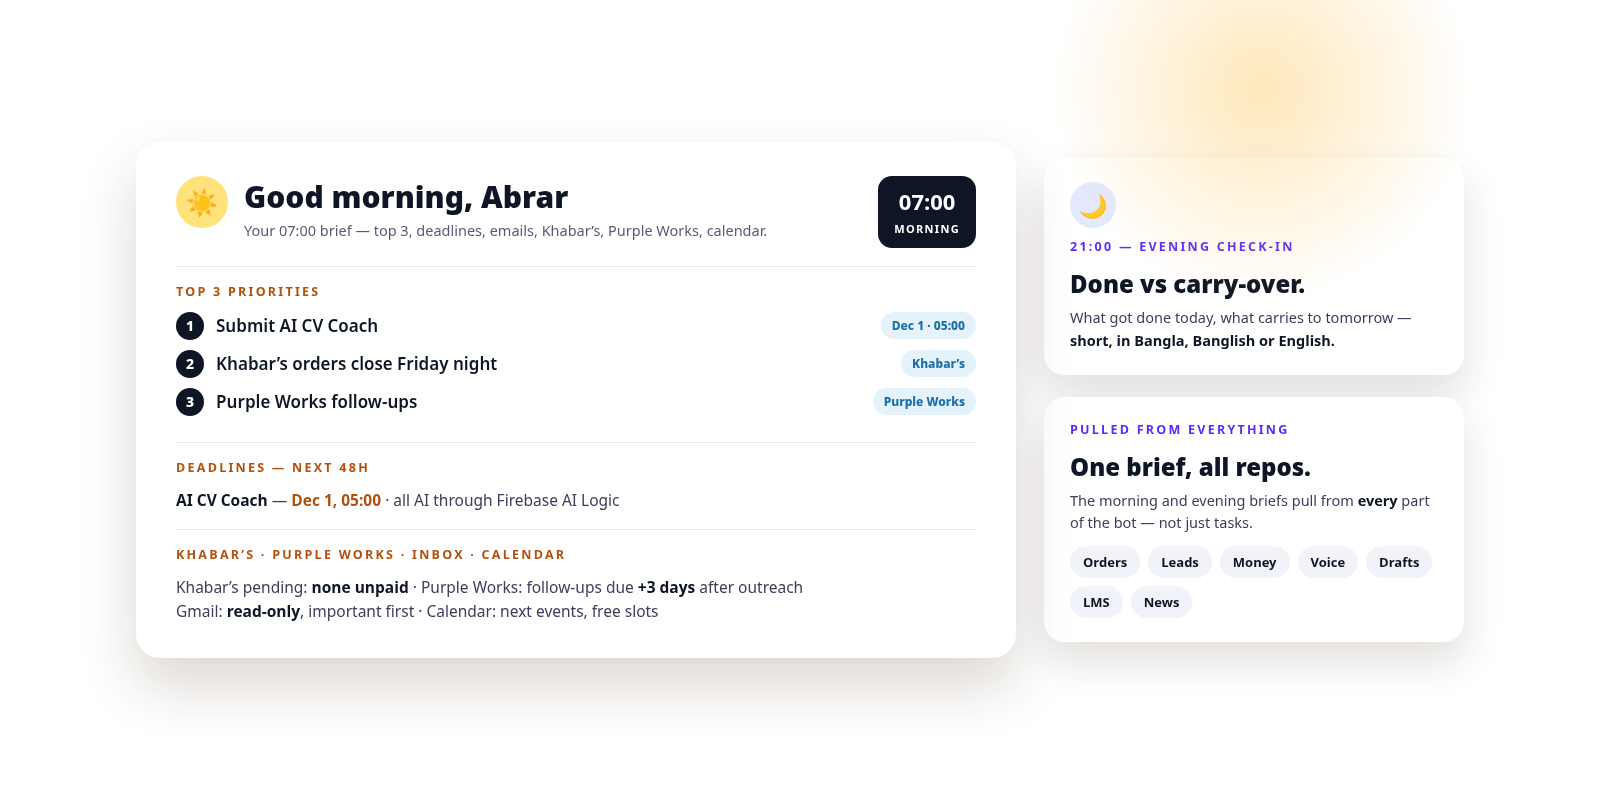 Good morning, Abrar
Your 07:00 brief — top 3, deadlines, emails, Khabar’s, Purple Works, calendar.
07:00
MORNING
TOP 3 PRIORITIES
1 Submit AI CV Coach Dec 1 · 05:00
2 Khabar’s orders close Friday night Khabar’s
3 Purple Works follow-ups Purple Works
DEADLINES — NEXT 48H
AI CV Coach — Dec 1, 05:00 · all AI through Firebase AI Logic
KHABAR’S · PURPLE WORKS · INBOX · CALENDAR
Khabar’s pending: none unpaid · Purple Works: follow-ups due +3 days after outreach
Gmail: read-only, important first · Calendar: next events, free slots
21:00 — EVENING CHECK-IN
Done vs carry-over.
What got done today, what carries to tomorrow —
short, in Bangla, Banglish or English.
PULLED FROM EVERYTHING
One brief, all repos.
The morning and evening briefs pull from every part
of the bot — not just tasks.
Orders Leads Money Voice Drafts
LMS News